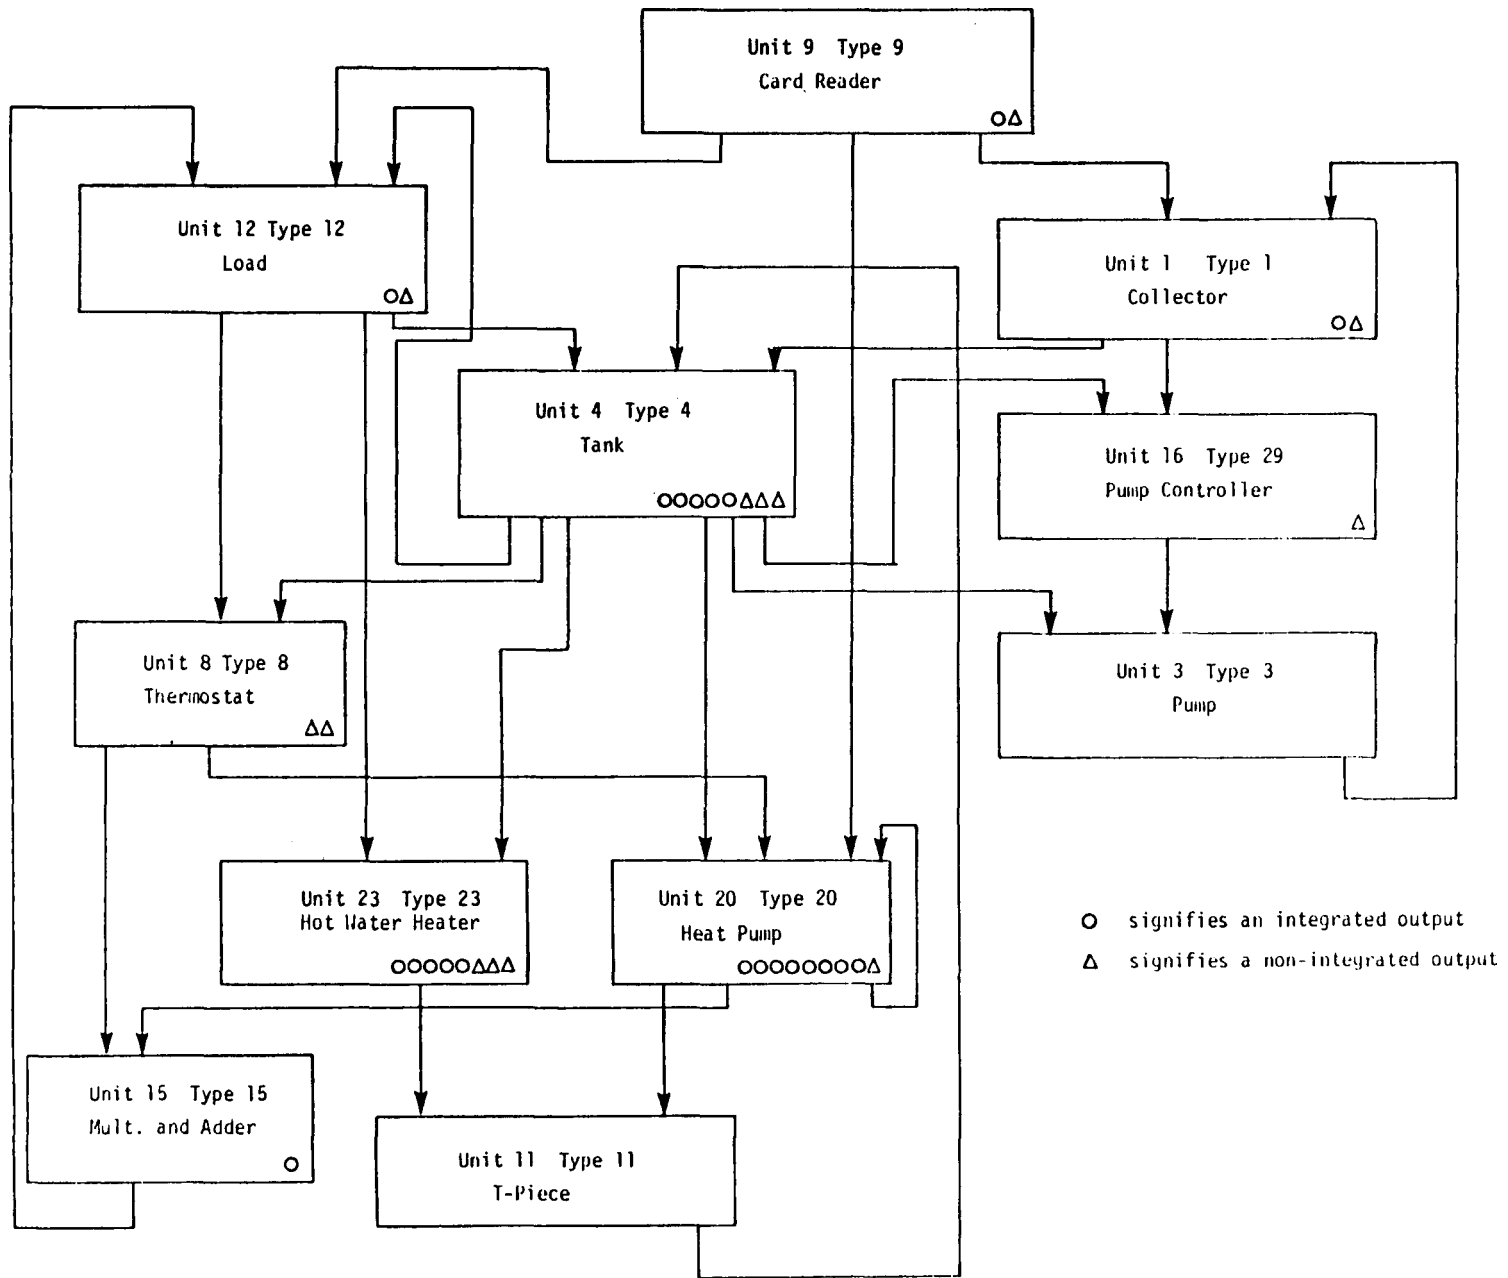 Unit 9 Type 9
Card Reader
Unit 12 Type 12
Load
Unit 1 Type 1
Collector
Unit 4 Type 4
Tank
Unit 16 Type 29
Pump Controller
Unit 8 Type 8
Thermostat
Unit 3 Type 3
Pump
Unit 23 Type 23
Hot Water Heater
Unit 20 Type 20
Heat Pump
O signifies an integrated output
Δ signifies a non-integrated output
Unit 15 Type 15
Mult. and Adder
Unit 11 Type 11
T-Piece